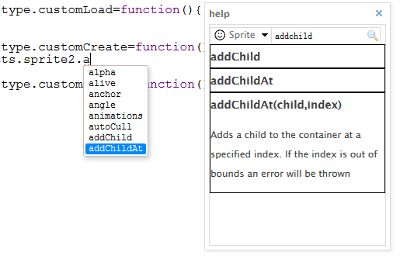 type.customLoad=function(){
type.customCreate=function(
ts.sprite2.a
type.custom
function(
alpha
alive
anchor
angle
animations
autoCull
addChild
addChildAt
help
Sprite addchild
addChild
addChildAt
addChildAt(child,index)
Adds a child to the container at a
specified index. If the index is out of
bounds an error will be thrown